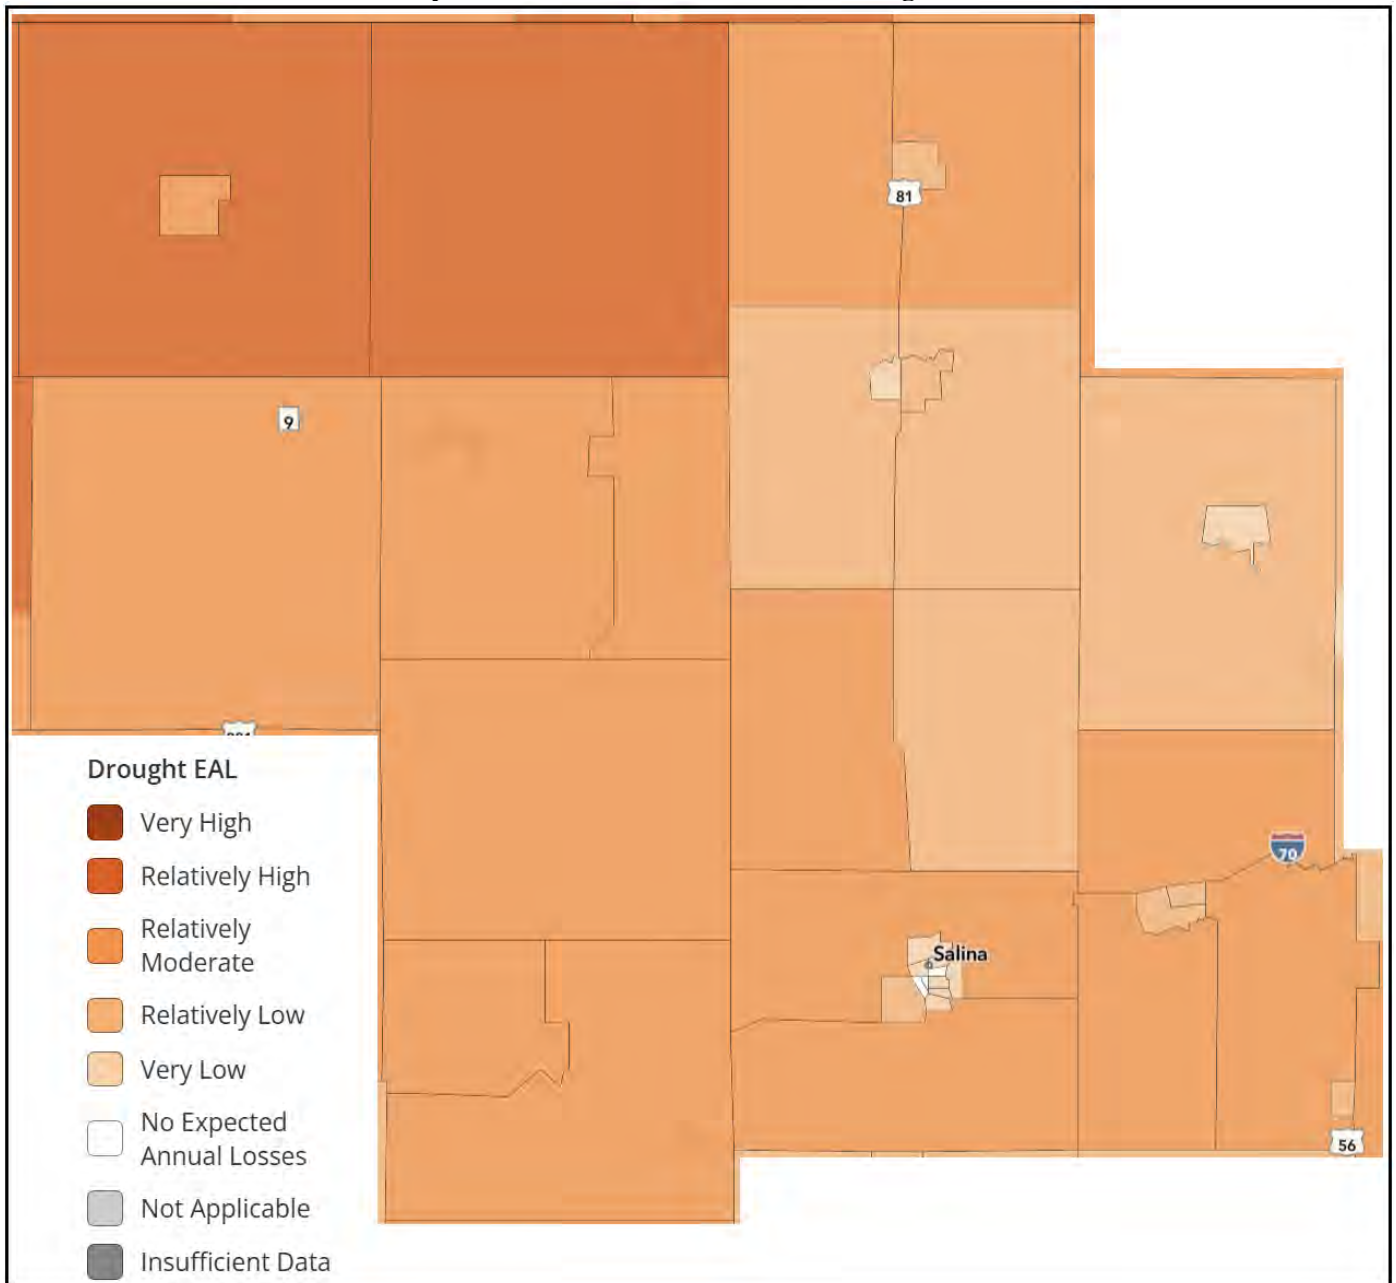 81
9
70
Salina
56
Drought EAL
Very High
Relatively High
Relatively
Moderate
Relatively Low
Very Low
No Expected
Annual Losses
Not Applicable
Insufficient Data